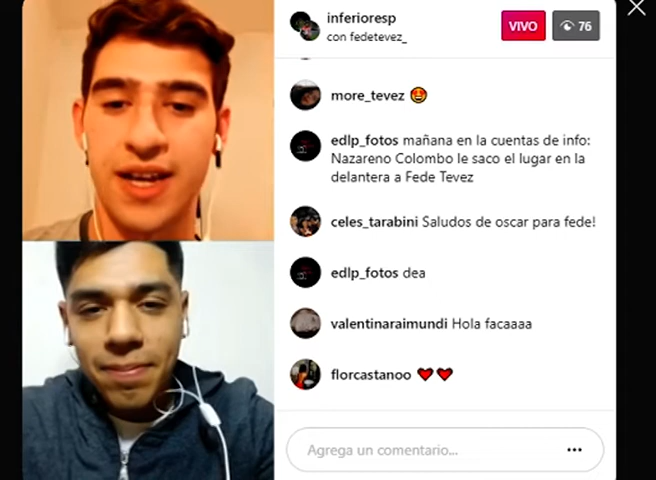 inferioresp
con fedetevez_
VIVO
76
more_tevez
edlp_fotos mañana en la cuentas de info:
Nazareno Colombo le saco el lugar en la
delantera a Fede Tevez
celes_tarabini Saludos de oscar para fede!
edlp_fotos dea
valentinaraimundi Hola facaaaa
florcastanoo
Agrega un comentario...